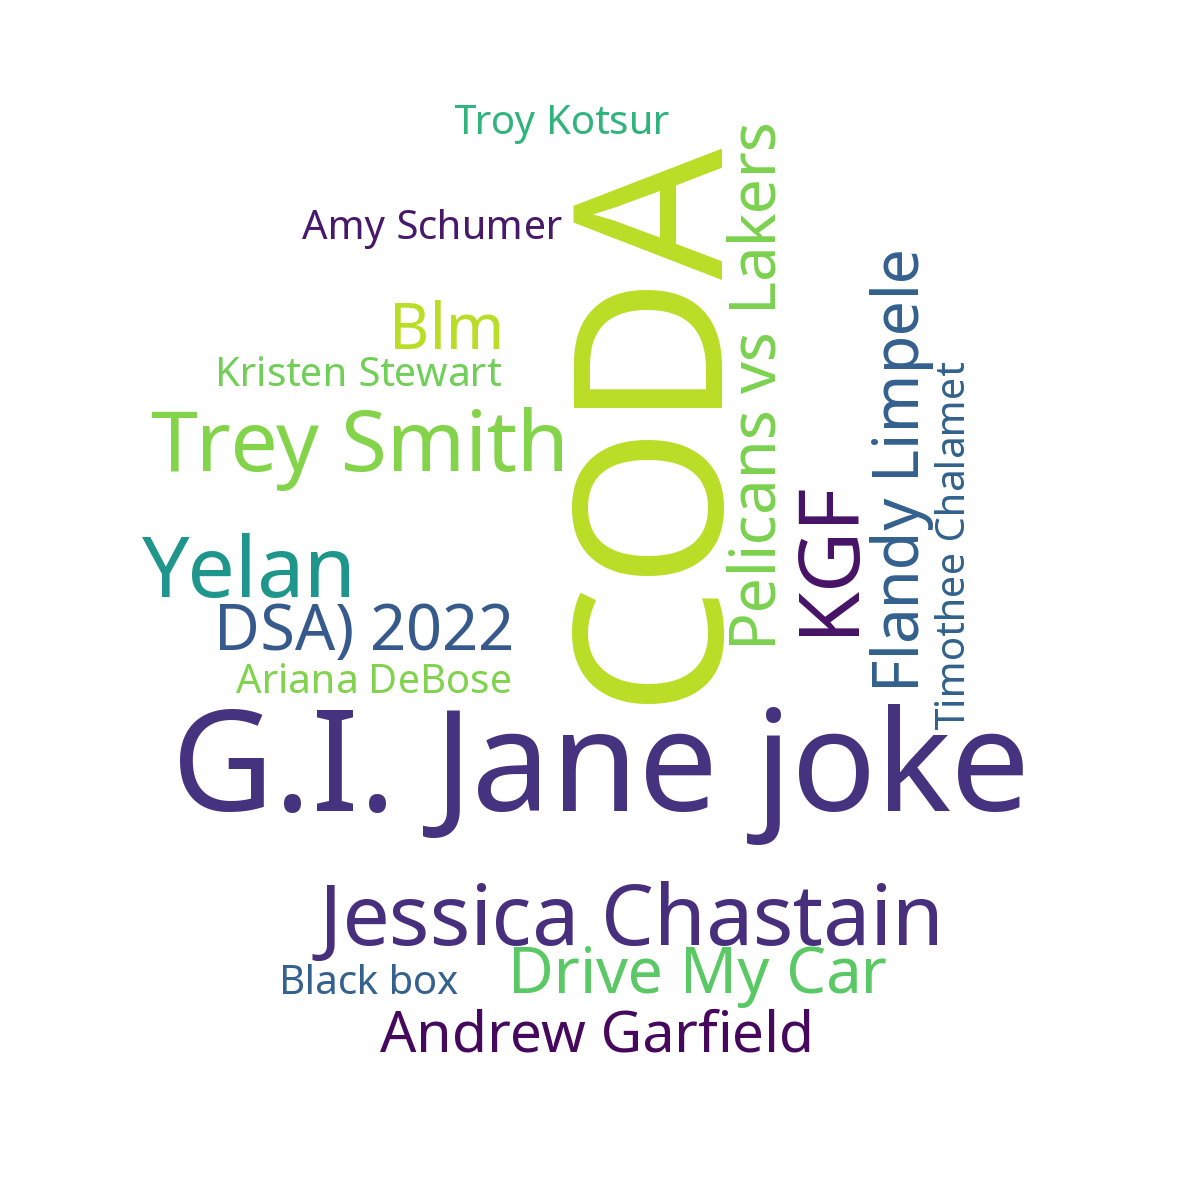 Troy Kotsur
Amy Schumer
CODA
Pelicans vs Lakers
Blm
Kristen Stewart
Trey Smith
Flandy Limpele
Timothee Chalamet
KGF
Yelan
DSA) 2022
Ariana DeBose
G.I. Jane joke
Jessica Chastain
Black box
Drive My Car
Andrew Garfield